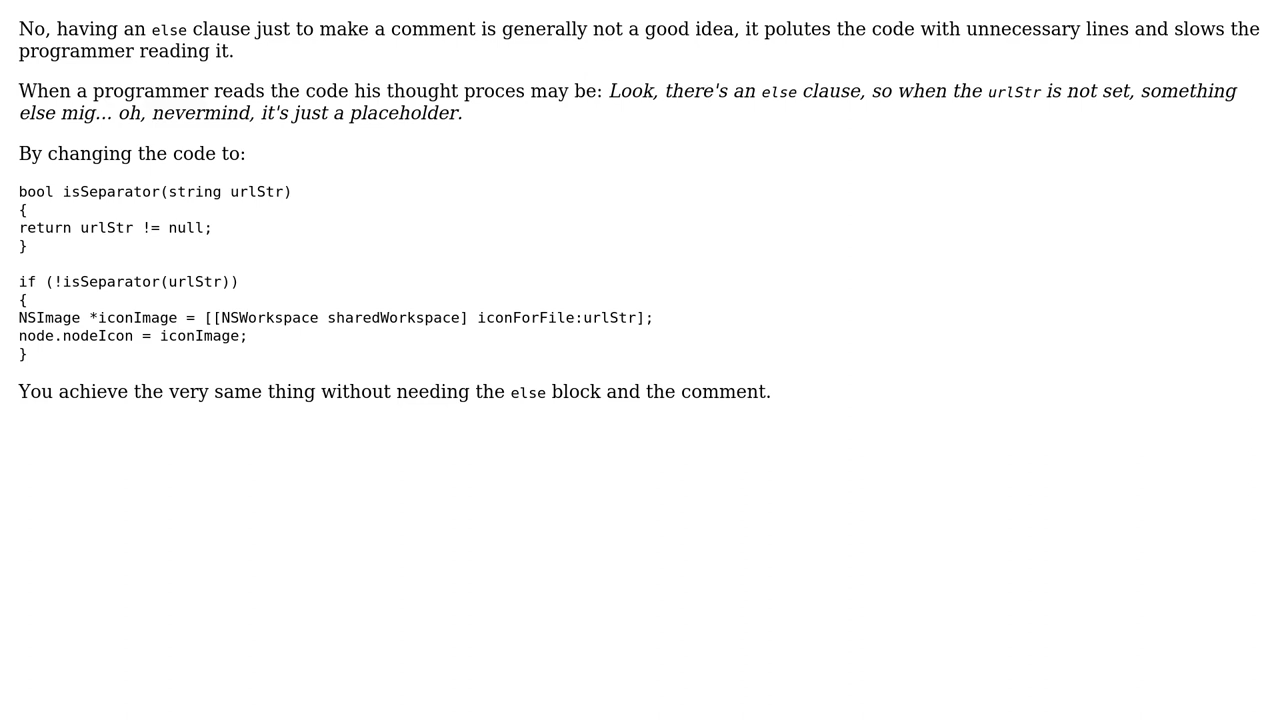 No, having an else clause just to make a comment is generally not a good idea, it polutes the code with unnecessary lines and slows the
programmer reading it.
When a programmer reads the code his thought proces may be: Look, there's an else clause, so when the urlStr is not set, something
else mig... oh, nevermind, it's just a placeholder.
By changing the code to:
bool isSeparator(string urlStr)
{
return urlStr != null;
}
if (!isSeparator(urlStr))
{
NSImage *iconImage = [[NSWorkspace sharedWorkspace] iconForFile:urlStr];
node.nodeIcon = iconImage;
}
You achieve the very same thing without needing the else block and the comment.